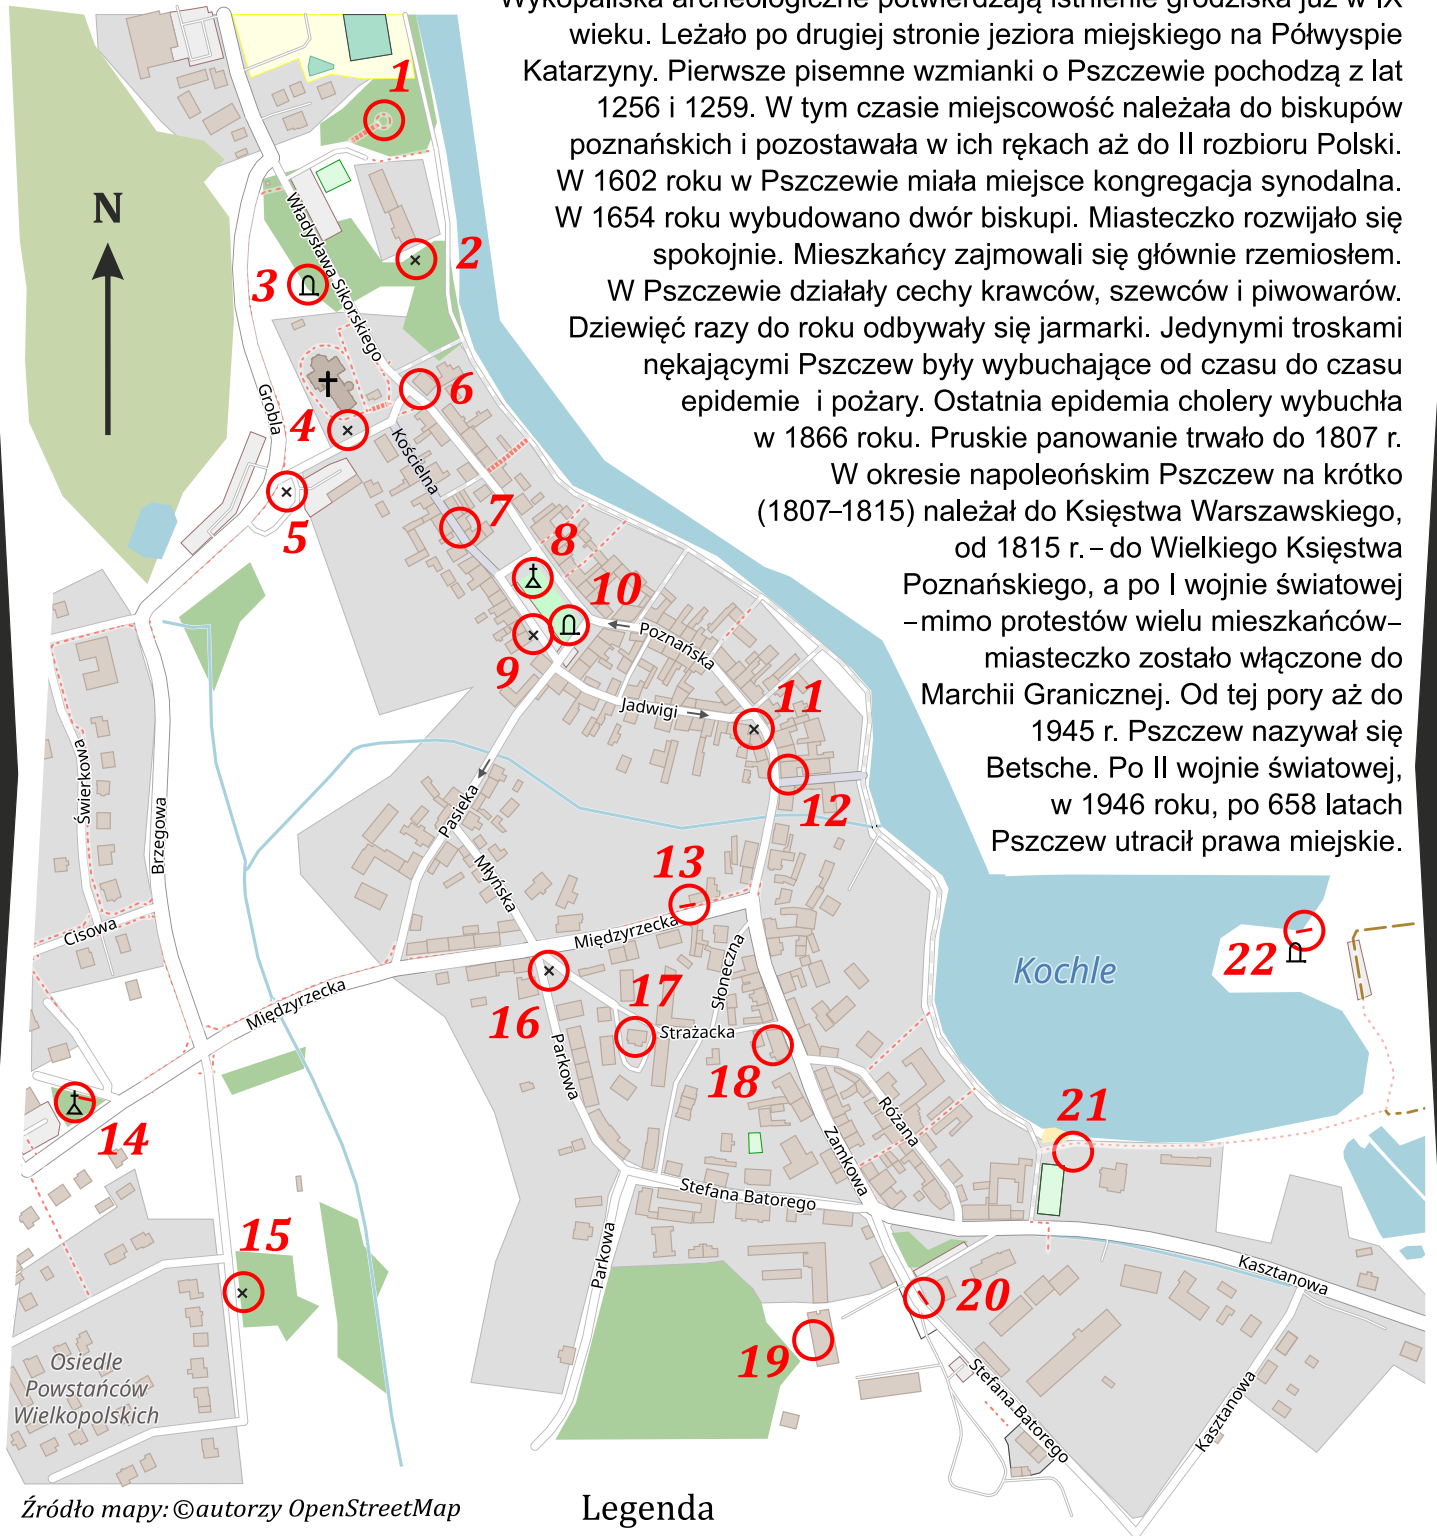 Wykopaliska archeologiczne potwierdzają istnienie grodziska już w IX
wieku. Leżało po drugiej stronie jeziora miejskiego na Półwyspie
Katarzyny. Pierwsze pisemne wzmianki o Pszczewie pochodzą z lat
1256 i 1259. W tym czasie miejscowość należała do biskupów
poznańskich i pozostawała w ich rękach aż do II rozbioru Polski.
W 1602 roku w Pszczewie miała miejsce kongregacja synodalna.
W 1654 roku wybudowano dwór biskupi. Miasteczko rozwijało się
spokojnie. Mieszkańcy zajmowali się głównie rzemiosłem.
W Pszczewie działały cechy krawców, szewców i piwowarów.
Dziewięć razy do roku odbywały się jarmarki. Jedynymi troskami
nękającymi Pszczew były wybuchające od czasu do czasu
epidemie i pożary. Ostatnia epidemia cholery wybuchła
w 1866 roku. Pruskie panowanie trwało do 1807 r.
W okresie napoleońskim Pszczew na krótko
(1807–1815) należał do Księstwa Warszawskiego,
od 1815 r. – do Wielkiego Księstwa
Poznańskiego, a po I wojnie światowej
–mimo protestów wielu mieszkańców–
miasteczko zostało włączone do
Marchii Granicznej. Od tej pory aż do
1945 r. Pszczew nazywał się
Betsche. Po II wojnie światowej,
w 1946 roku, po 658 latach
Pszczew utracił prawa miejskie.
1
N
2
Władysława Sikorskiego
3
6
Grobla
4
Kościelna
7
5
8
10
Poznańska
9
11
Jadwigi
12
Świerkowa
Brzegowa
Pasieka
13
Młyńska
Cisowa
Międzyrzecka
Słoneczna
Kochle
22
17
16
Strażacka
Międzyrzecka
Parkowa
18
21
14
Różana
Zamkowa
Stefana Batorego
15
Parkowa
Kasztanowa
20
19
Osiedle
Powstańców
Wielkopolskich
Stefana Batorego
Kasztanowa
Źródło mapy: ©autorzy OpenStreetMap
Legenda